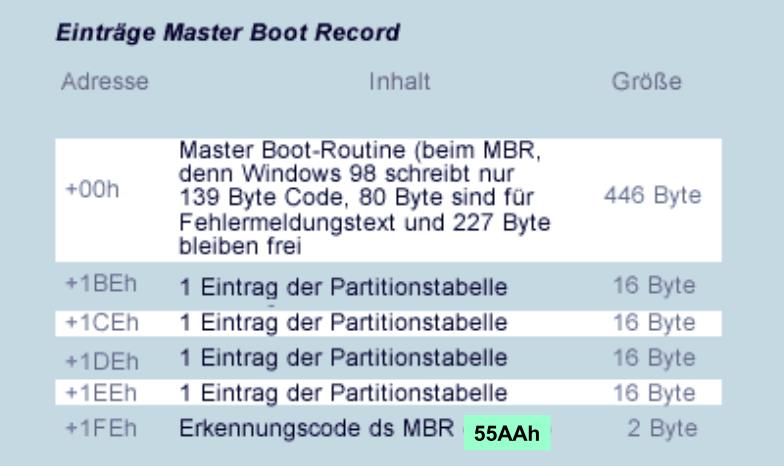 Einträge Master Boot Record
Adresse Inhalt Größe
Master Boot-Routine (beim MBR,
denn Windows 98 schreibt nur
+00h 139 Byte Code, 80 Byte sind für 446 Byte
Fehlermeldungstext und 227 Byte
bleiben frei
+1BEh 1 Eintrag der Partitionstabelle 16 Byte
+1CEh 1 Eintrag der Partitionstabelle 16 Byte
+1DEh 1 Eintrag der Partitionstabelle 16 Byte
+1EEh 1 Eintrag der Partitionstabelle 16 Byte
+1FEh Erkennungscode ds MBR 55AAh 2 Byte